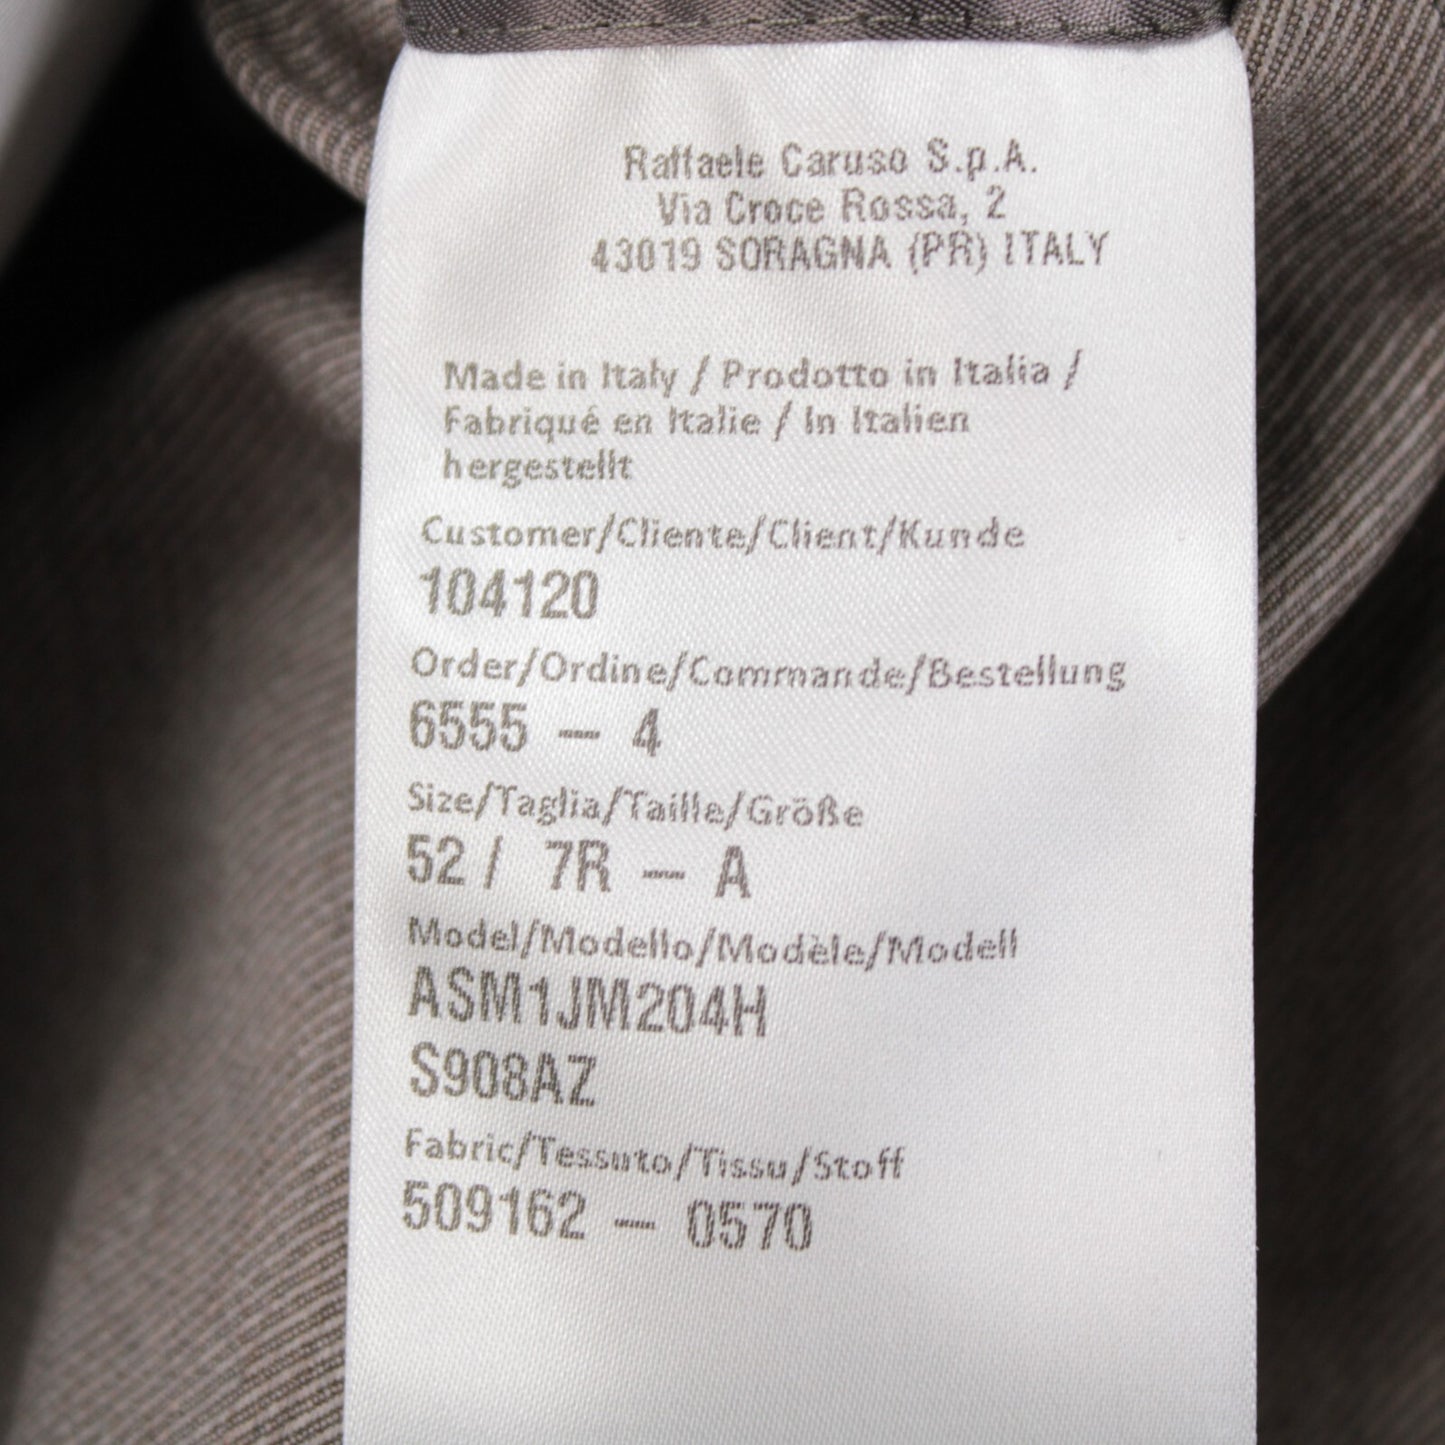 Raffaele Caruso S.p.A.
Via Croce Rossa, 2
43019 SORAGNA (PR) ITALY
Made in Italy / Prodotto in Italia /
Fabriqué en Italie / In Italien
hergestellt
Customer/Cliente/Client/Kunde
104120
Order/Ordine/Commande/Bestellung
6555 – 4
Size/Taglia/Taille/Größe
52 / 7R – A
Model/Modello/Modèle/Modell
ASM1JM204H
S908AZ
Fabric/Tessuto/Tissu/Stoff
509162 – 0570